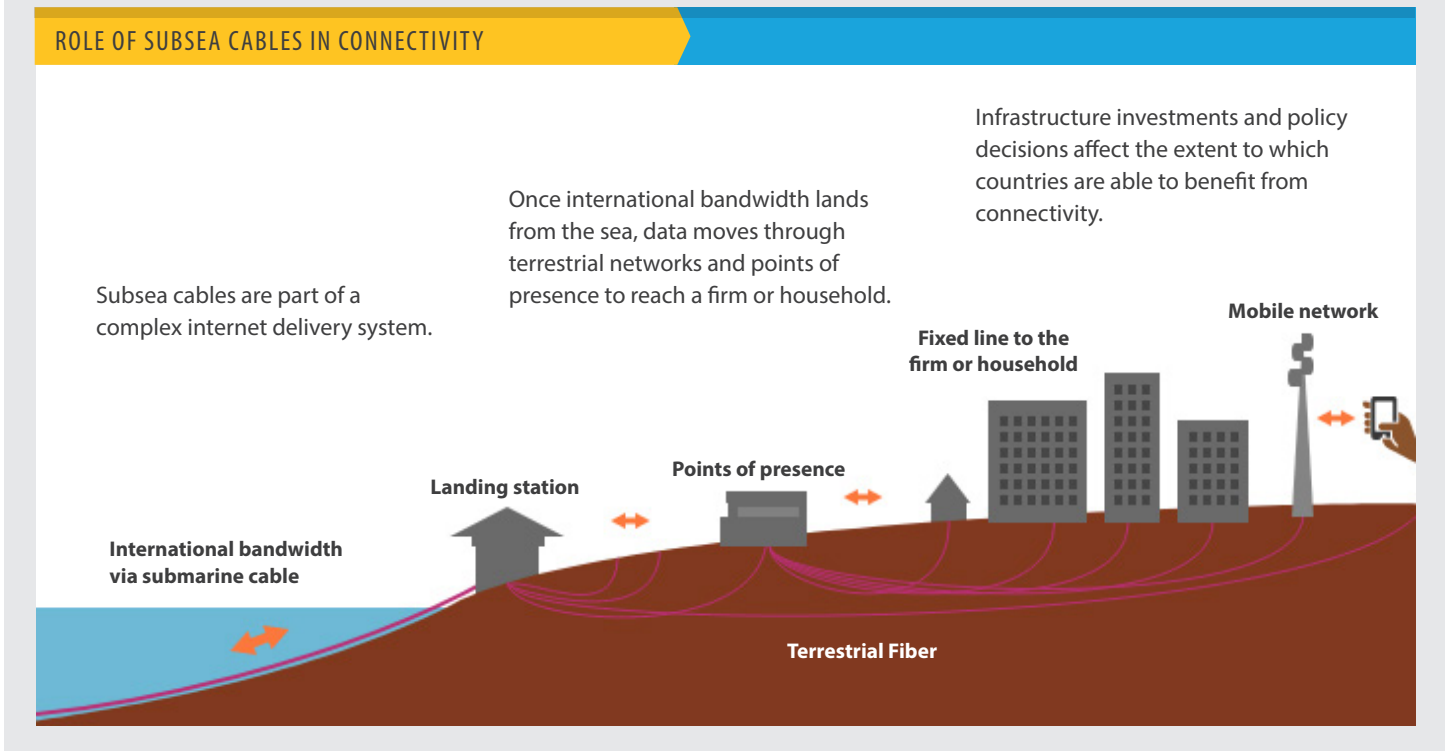 ROLE OF SUBSEA CABLES IN CONNECTIVITY
Subsea cables are part of a
complex internet delivery system.
Once international bandwidth lands
from the sea, data moves through
terrestrial networks and points of
presence to reach a firm or household.
Infrastructure investments and policy
decisions affect the extent to which
countries are able to benefit from
connectivity.
International bandwidth
via submarine cable
Landing station
Points of presence
Fixed line to the
firm or household
Mobile network
Terrestrial Fiber